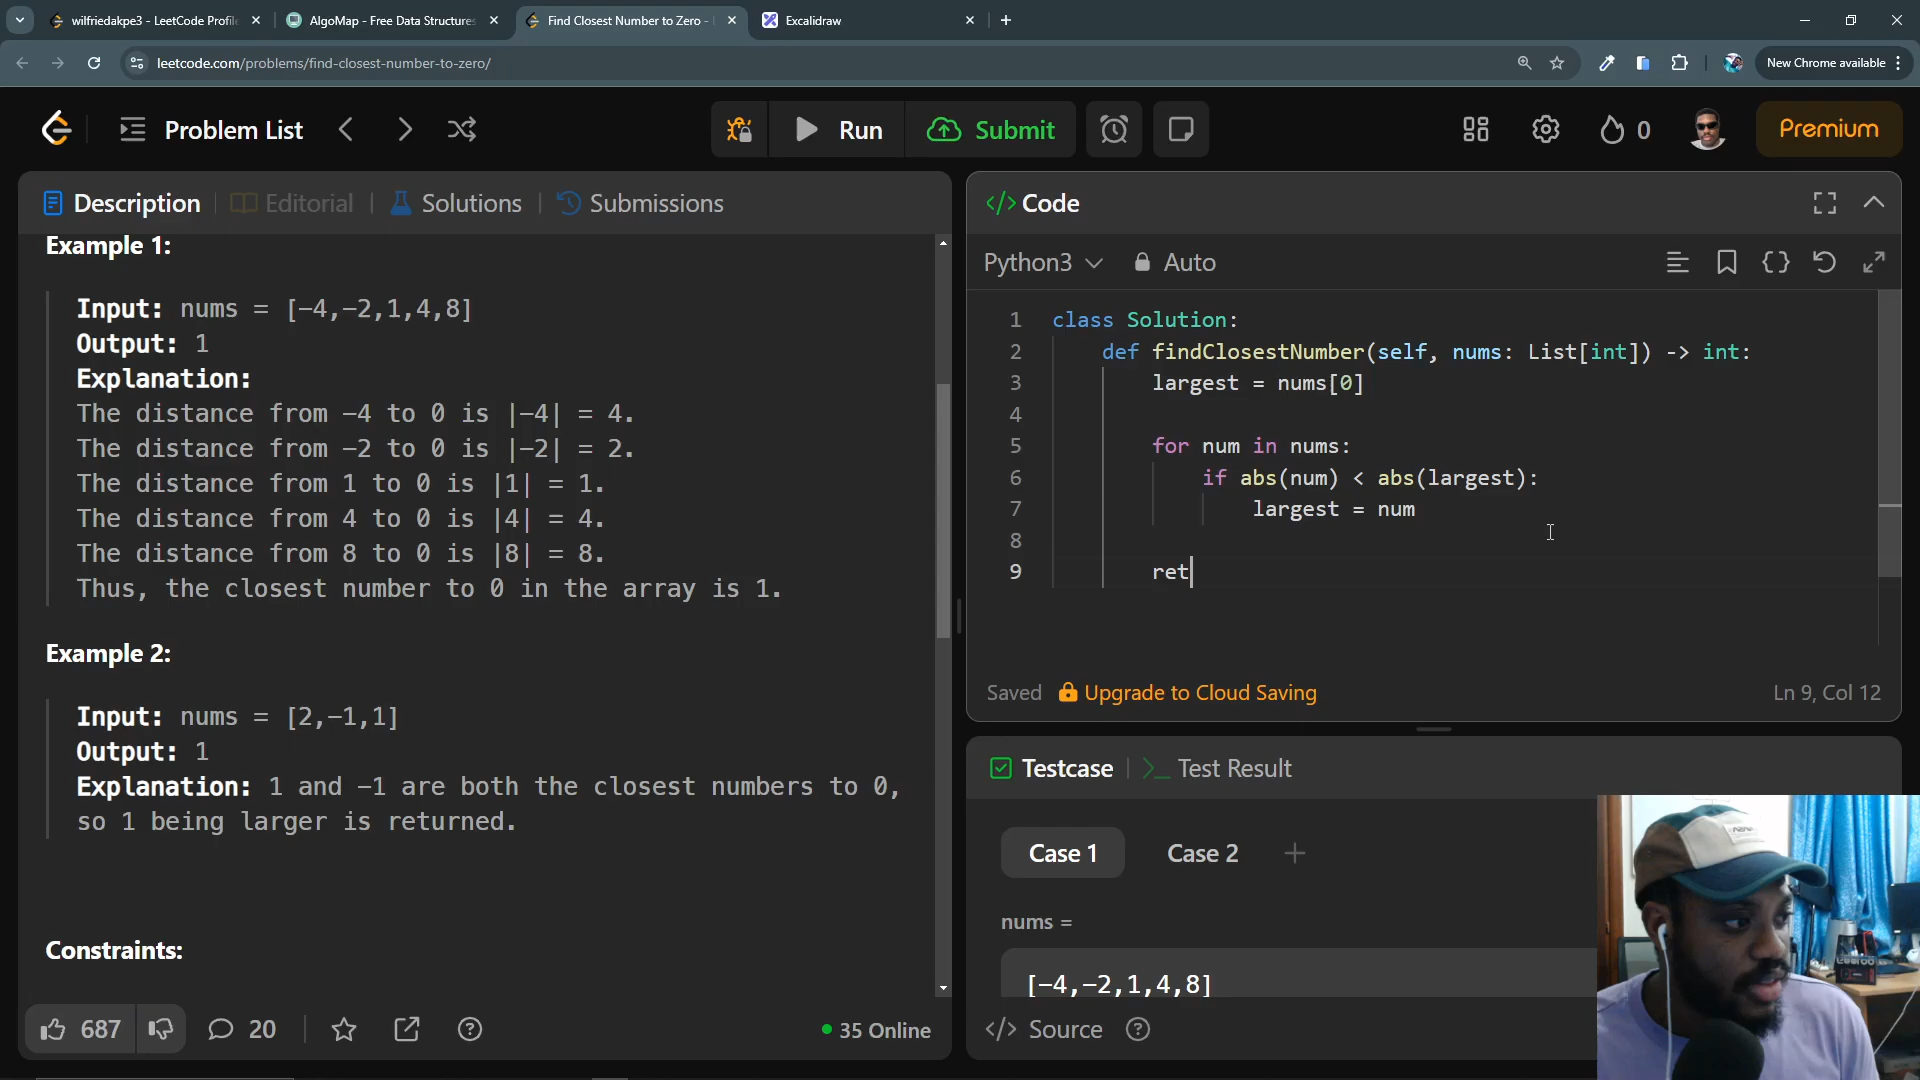 wilfriedakpe3 - LeetCode Profile
AlgoMap - Free Data Structures
Find Closest Number to Zero -
Excalidraw
leetcode.com/problems/find-closest-number-to-zero/
New Chrome available
Problem List
Run
Submit
0
Premium
Description
Editorial
Solutions
Submissions
Example 1:
Input: nums = [-4,-2,1,4,8]
Output: 1
Explanation:
The distance from -4 to 0 is |-4| = 4.
The distance from -2 to 0 is |-2| = 2.
The distance from 1 to 0 is |1| = 1.
The distance from 4 to 0 is |4| = 4.
The distance from 8 to 0 is |8| = 8.
Thus, the closest number to 0 in the array is 1.
Example 2:
Input: nums = [2,-1,1]
Output: 1
Explanation: 1 and -1 are both the closest numbers to 0,
so 1 being larger is returned.
Constraints:
687
20
35 Online
</> Code
Python3
Auto
1 class Solution:
2 def findClosestNumber(self, nums: List[int]) -> int:
3 largest = nums[0]
4
5 for num in nums:
6 if abs(num) < abs(largest):
7 largest = num
8
9 ret
Saved
Upgrade to Cloud Saving
Ln 9, Col 12
Testcase
>_ Test Result
Case 1
Case 2
nums =
[-4,-2,1,4,8]
</> Source